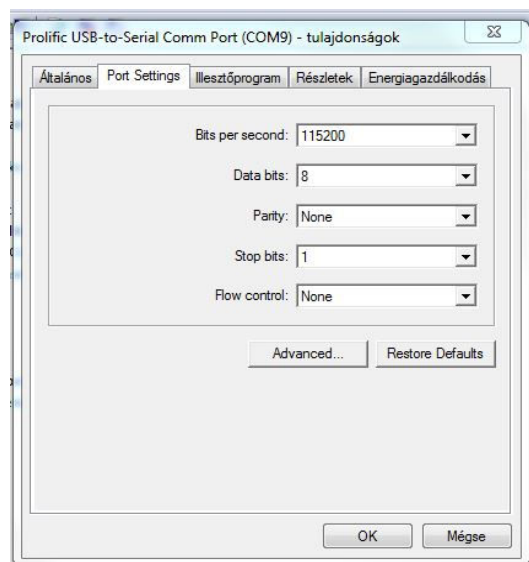 Prolific USB-to-Serial Comm Port (COM9) - tulajdonságok
Általános Port Settings Illesztőprogram Részletek Energiagazdálkodás
Bits per second: 115200
Data bits: 8
Parity: None
Stop bits: 1
Flow control: None
Advanced... Restore Defaults
OK Mégse